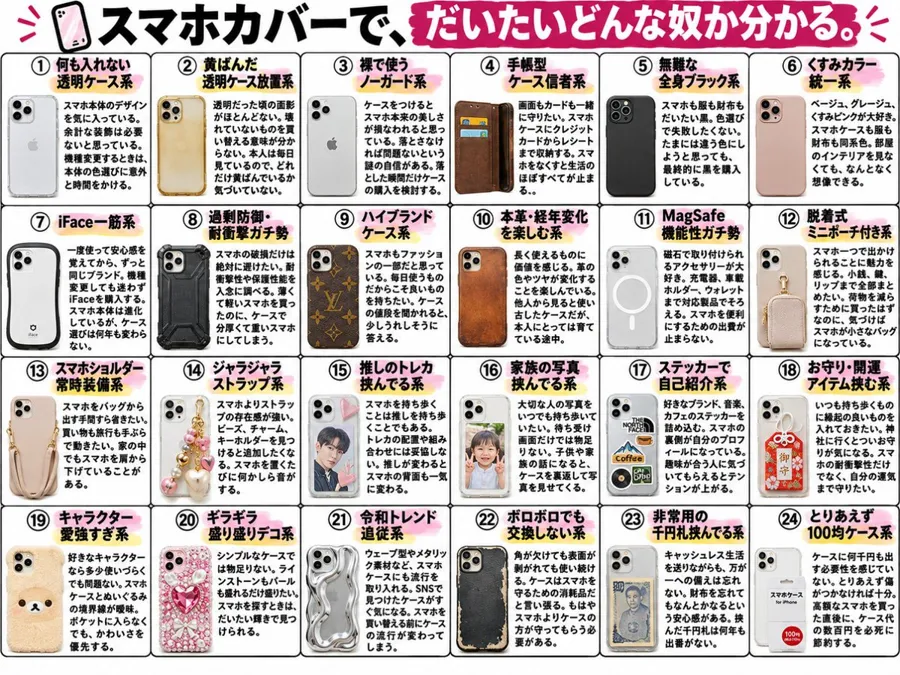 スマホカバーで、だいたいどんな奴か分かる。
① 何も入れない
透明ケース系
スマホ本体のデザイン
を気に入っている。
余計な装飾は必要
ないと思っている。
機種変更するときは、
本体の色選びに意外
と時間をかける。
② 黄ばんだ
透明ケース放置系
透明だった頃の面影
がほとんどない。壊
れていないものを買
い替える意味が分か
らない。本人は毎日
見ているので、どれ
だけ黄ばんでいるか
気づいていない。
③ 裸で使う
ノーガード系
ケースをつけると
スマホ本来の美しさ
が損なわれると思っ
ている。落とさなけ
れば問題ないという
謎の自信がある。落
とした瞬間だけケース
の購入を検討する。
④ 手帳型
ケース信者系
画面もカードも一緒
に守りたい。スマホ
ケースにクレジット
カードからレシート
まで収納する。スマ
ホをなくすと生活の
ほぼすべてが止ま
る。
⑤ 無難な
全身ブラック系
スマホも服も財布も
だいたい黒。色選び
で失敗したくない。
たまには違う色にし
ようと思っても、
最終的に黒を購入
している。
⑥ くすみカラー
統一系
ベージュ、グレージュ、
くすみピンクが大好き。
スマホケースも服も財
布も同系色。部屋
のインテリアを見な
くても、なんとなく
想像できる。
⑦ iFace一筋系
一度使って安心感を
覚えてから、ずっと
同じブランド。機種
変更しても迷わず
iFaceを購入する。
スマホ本体は進化
しているが、ケース
選びは何年も変わら
ない。
iFace
⑧ 過剰防御・
耐衝撃ガチ勢
スマホの破損だけは
絶対に避けたい。耐
衝撃性や保護性能を
入念に調べる。薄く
て軽いスマホを買っ
たのに、ケースで
分厚くて重いスマホ
にしてしまう。
⑨ ハイブランド
ケース系
スマホもファッショ
ンの一部だと思って
いる。毎日使うもの
だからこそ良いもの
を持ちたい。ケース
の値段を聞かれると、
少しうれしそうに
答える。
⑩ 本革・経年変化
を楽しむ系
長く使えるものに
価値を感じる。革の
色やツヤが変化する
ことを楽しんでいる。
他人から見ると使い
古したケースだが、
本人にとっては育て
ている途中。
⑪ MagSafe
機能性ガチ勢
磁石で取り付けられ
るアクセサリーが大
好き。充電器、車載
ホルダー、ウォレット
まで対応製品でそろ
える。スマホを便利
にするための出費が
止まらない。
⑫ 脱着式
ミニポーチ付き系
スマホ一つで出かけ
られることに魅力を
感じる。小銭、鍵、
リップまで全部まと
めたい。荷物を減ら
すために買ったはず
なのに、気づけば
スマホが小さなバッグ
になっている。
⑬ スマホショルダー
常時装備系
スマホをバッグから
出す手間すら省きたい。
買い物も旅行も手ぶら
で動きたい。家の中
でもスマホを肩から
下げていることが
ある。
⑭ ジャラジャラ
ストラップ系
スマホよりストラップ
の存在感が強い。
ビーズ、チャーム、
キーホルダーを見つ
けると追加したくな
る。スマホを置くた
びに何かしら音が
する。
⑮ 推しのトレカ
挟んでる系
スマホを持ち歩
くことは推しを持ち歩
くことでもある。
トレカの配置や組み
合わせには妥協しな
い。推しが変わると
スマホの背面も一気
に変わる。
⑯ 家族の写真
挟んでる系
大切な人の写真を
いつでも持ち歩いて
いたい。待ち受け
画面だけでは物足
りない。子供や家族
の話になると、
ケースを裏返して写
真を見せてくる。
⑰ ステッカーで
自己紹介系
好きなブランド、音楽、
カフェのステッカーを
詰め込む。スマホの
裏側が自分のプロフィ
ールになっている。
趣味が合う人に気づ
いてもらえるとテン
ションが上がる。
THE
NORTH
FACE
Coffee
⑱ お守り・開運
アイテム挟む系
いつも持ち歩くもの
に縁起の良いものを
入れておきたい。神
社に行くとついお守
りが気になる。スマ
ホの耐衝撃性だけ
でなく、自分の運気
まで守りたい。
御守
⑲ キャラクター
愛強すぎ系
好きなキャラクター
なら多少使いづらく
ても問題ない。スマホ
ケースとぬいぐるみ
の境界線が曖昧。
ポケットに入らなく
ても、かわいさを
優先する。
⑳ ギラギラ
盛り盛りデコ系
シンプルなケースで
は物足りない。ライ
ンストーンもパール
も盛れるだけ盛りたい。
スマホを探すときは、
だいたい輝きで見
つけられる。
㉑ 令和トレンド
追従系
ウェーブ型やメタリッ
ク素材など、スマホ
にも流行を
取り入れる。SNSで
見つけたケースがす
ぐ気になる。スマホ
を買い替える前にケース
の流行が変わって
しまう。
㉒ ボロボロでも
交換しない系
角が欠けても表面が
剥がれても使い続け
る。ケースはスマホを
守るための消耗品だ
と言い張る。もはや
スマホよりケース
の方が守ってもらう
必要がある。
㉓ 非常用の
千円札挟んでる系
キャッシュレス生活
を送りながらも、万が
一への備えは忘れ
ない。財布を忘れて
もなんとかなるとい
う安心感がある。挟
んだ千円札は何年も
出番がない。
㉔ とりあえず
100均ケース系
ケースに何千円も出
す必要性を感じてい
ない。とりあえず傷
がつかなければ十分。
高額なスマホを買っ
た直後に、ケース代
の数百円を必死に
節約する。
スマホケース
for iPhone
100均